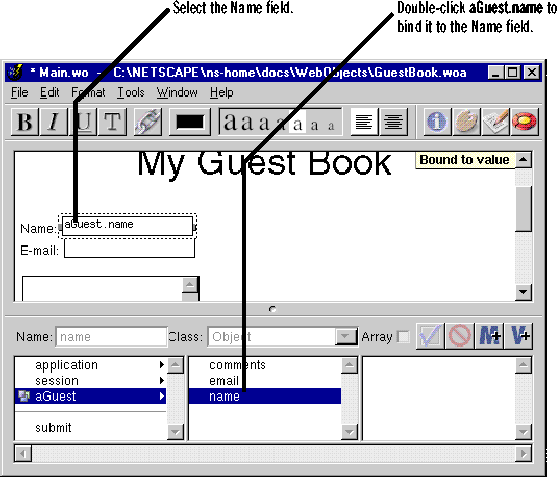 Select the Name field.
Double-click aGuest.name to
bind it to the Name field.
* Main.wo - C:\NETSCAPE\ns-home\docs\WebObjects\GuestBook.woa
File Edit Format Tools Window Help
B I U T a a a a a a a
My Guest Book
Bound to value
Name: aGuest.name
E-mail:
Name: name Class: Object Array M+ V+
application comments
session email
aGuest name
submit